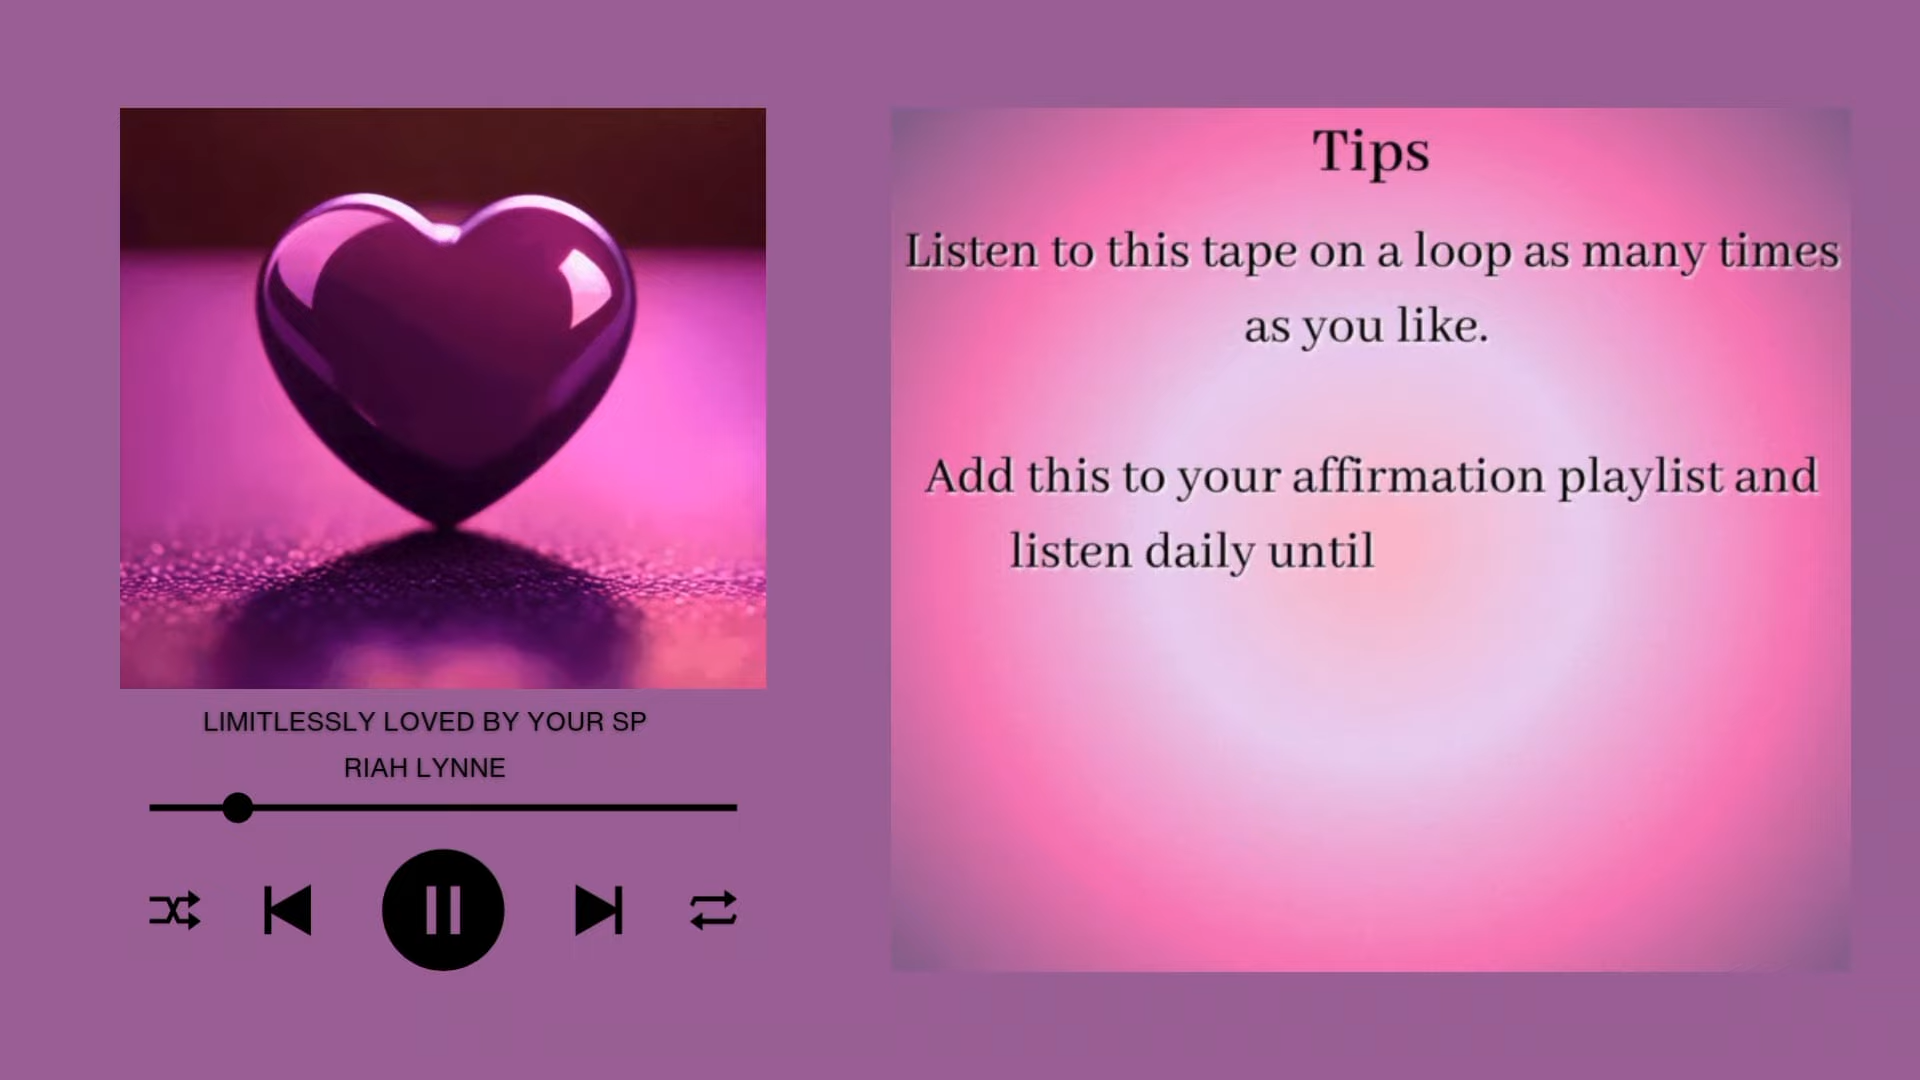 LIMITLESSLY LOVED BY YOUR SP
RIAH LYNNE
Tips
Listen to this tape on a loop as many times
as you like.
Add this to your affirmation playlist and
listen daily until